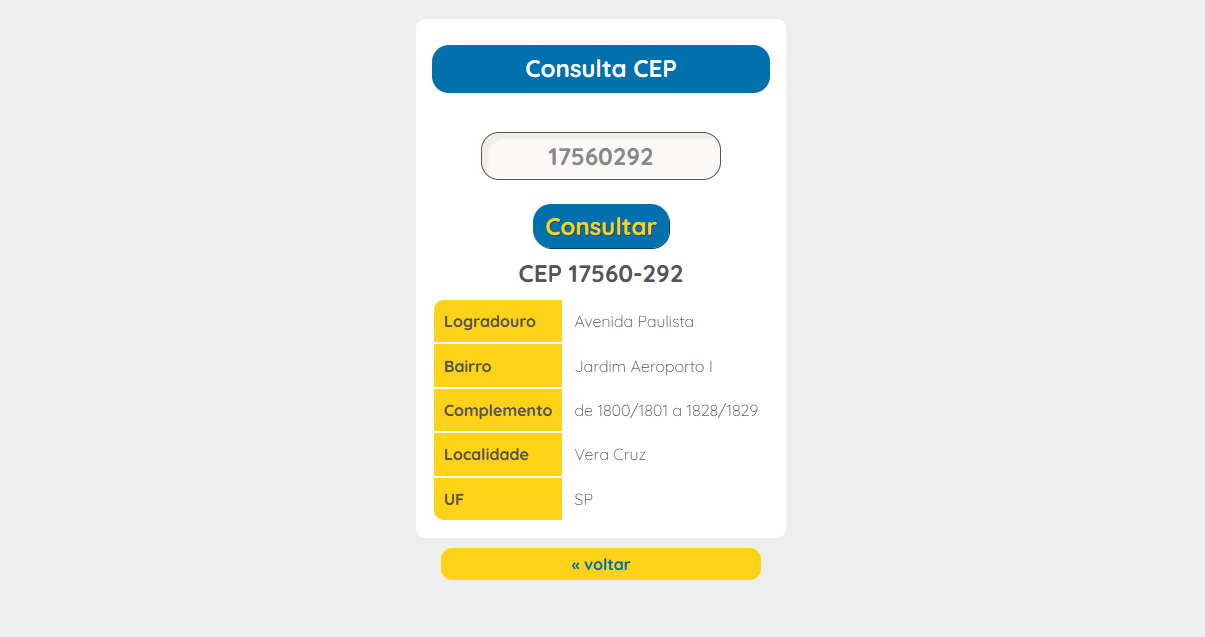 Consulta CEP
17560292
Consultar
CEP 17560-292
Logradouro Avenida Paulista
Bairro Jardim Aeroporto I
Complemento de 1800/1801 a 1828/1829
Localidade Vera Cruz
UF SP
« voltar